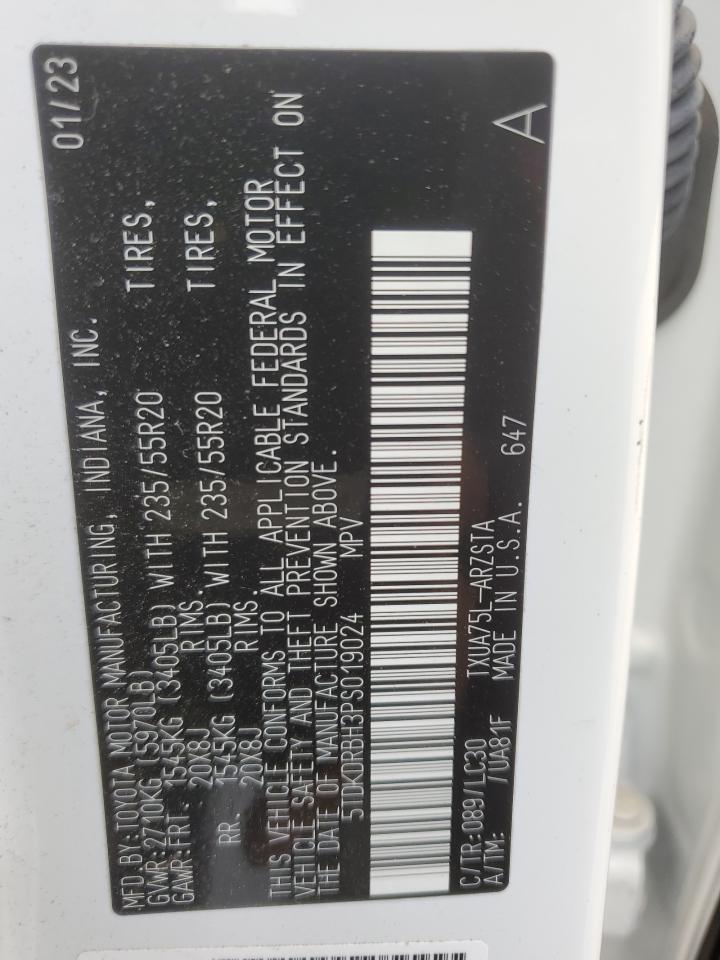 MFD.BY:TOYOTA MOTOR MANUFACTURING, INDIANA, INC. 01/23
GVWR:2710KG (5970LB)
GAWR:FRT. 1545KG (3405LB) WITH 235/55R20 TIRES,
20X8J RIMS.
RR. 1545KG (3405LB) WITH 235/55R20 TIRES,
20X8J RIMS.
THIS VEHICLE CONFORMS TO ALL APPLICABLE FEDERAL MOTOR
VEHICLE SAFETY AND THEFT PREVENTION STANDARDS IN EFFECT ON
THE DATE OF MANUFACTURE SHOWN ABOVE.
5TDKDRBH3PS019024 MPV
C/TR:089/LC30 TXUA75L-ARZSTA
A/TM: /UA81F MADE IN U.S.A. 647 A